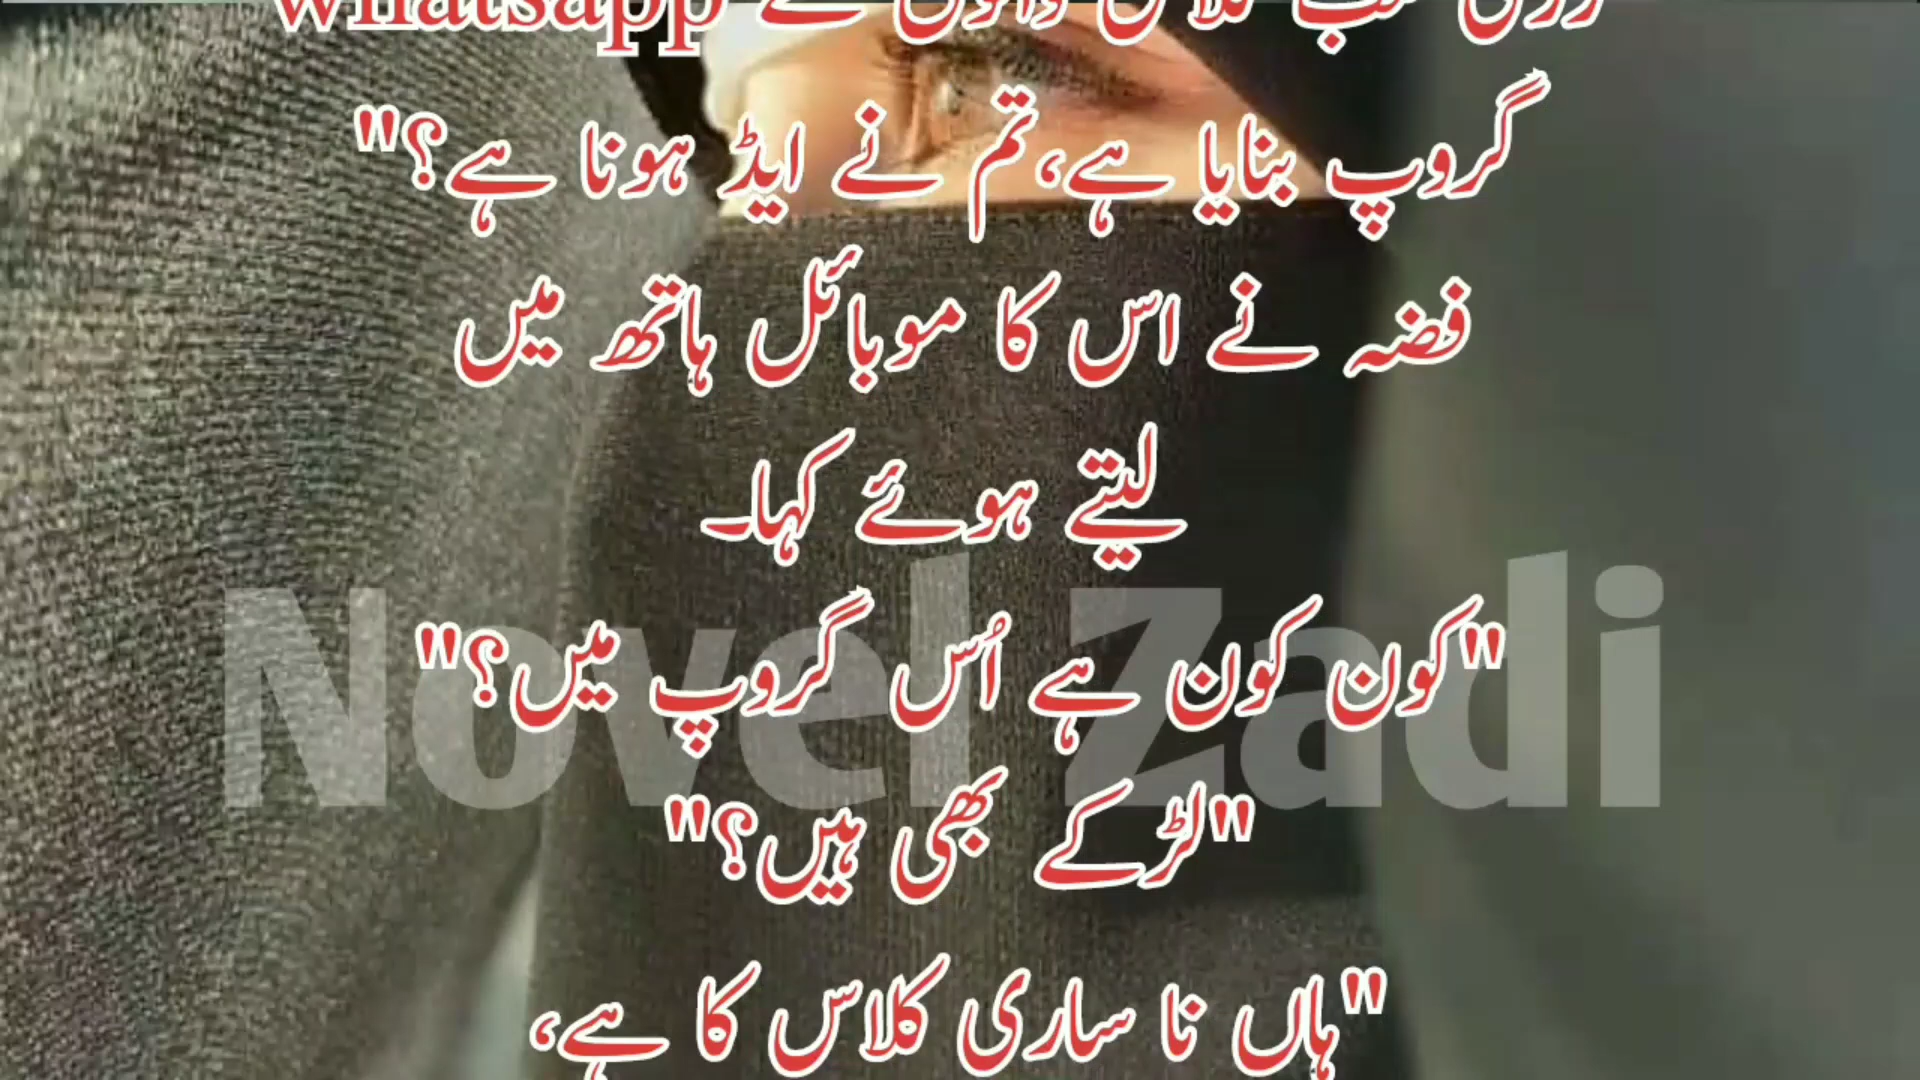 whatsapp
گروپ بنایا ہے،تم نے ایڈ ہونا ہے؟"
فضہ نے اس کا موبائل ہاتھ میں
لیتے ہوئے کہا۔
"کون کون ہے اُس گروپ میں؟"
"لڑکے بھی ہیں؟"
"ہاں نا ساری کلاس کا ہے،
Novel Zadi